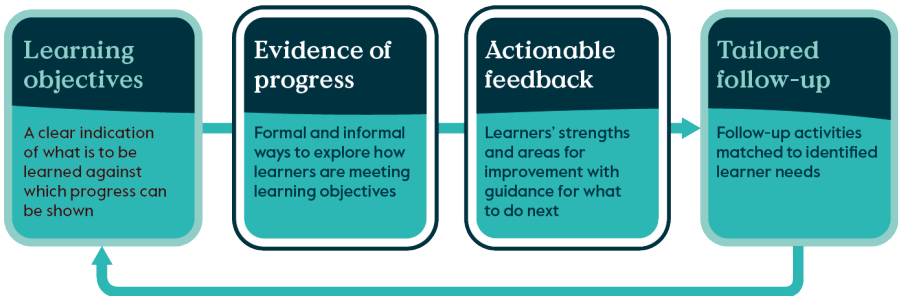 Learning
objectives
A clear indication
of what is to be
learned against
which progress can
be shown
Evidence of
progress
Formal and informal
ways to explore how
learners are meeting
learning objectives
Actionable
feedback
Learners’ strengths
and areas for
improvement with
guidance for what
to do next
Tailored
follow-up
Follow-up activities
matched to identified
learner needs